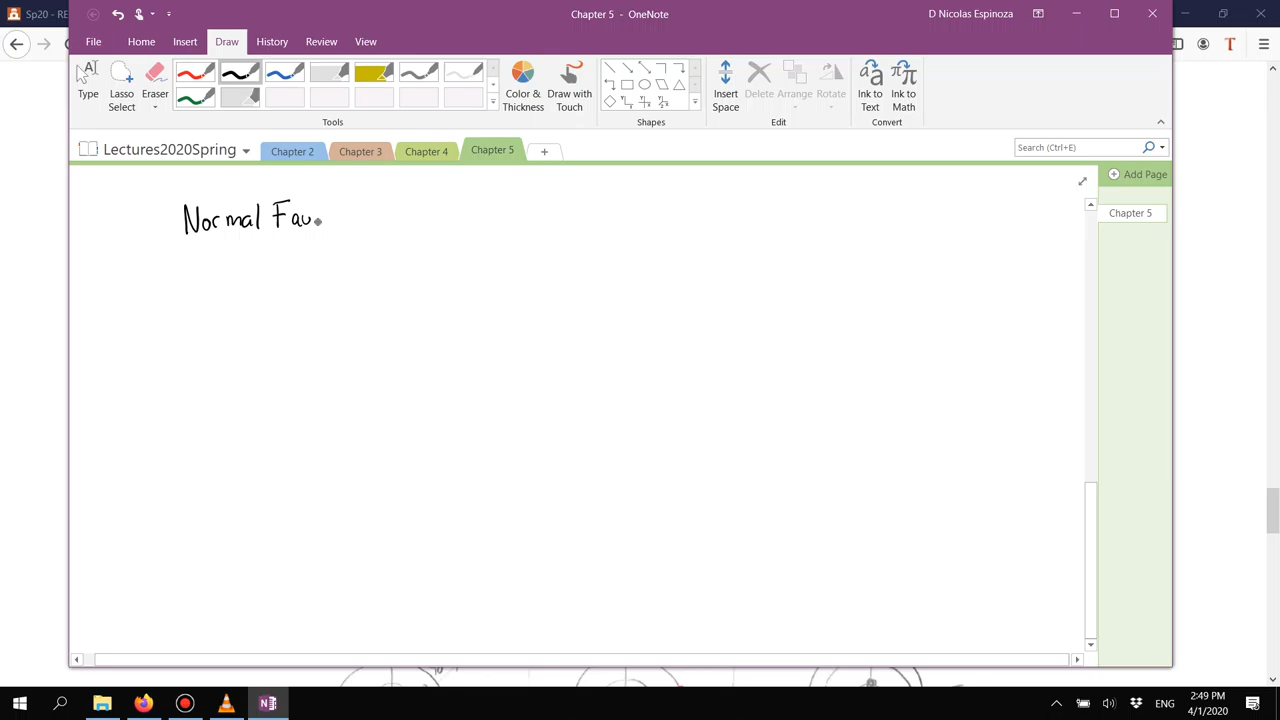 Sp20 - RE
Chapter 5 - OneNote
D Nicolas Espinoza
File Home Insert Draw History Review View
Type
Lasso Select
Eraser
Color & Thickness
Draw with Touch
Insert Space
Delete
Arrange
Rotate
Ink to Text
Ink to Math
Tools
Shapes
Edit
Convert
Lectures2020Spring
Chapter 2
Chapter 3
Chapter 4
Chapter 5
Search (Ctrl+E)
Add Page
Chapter 5
Normal Fau
ENG
2:49 PM
4/1/2020